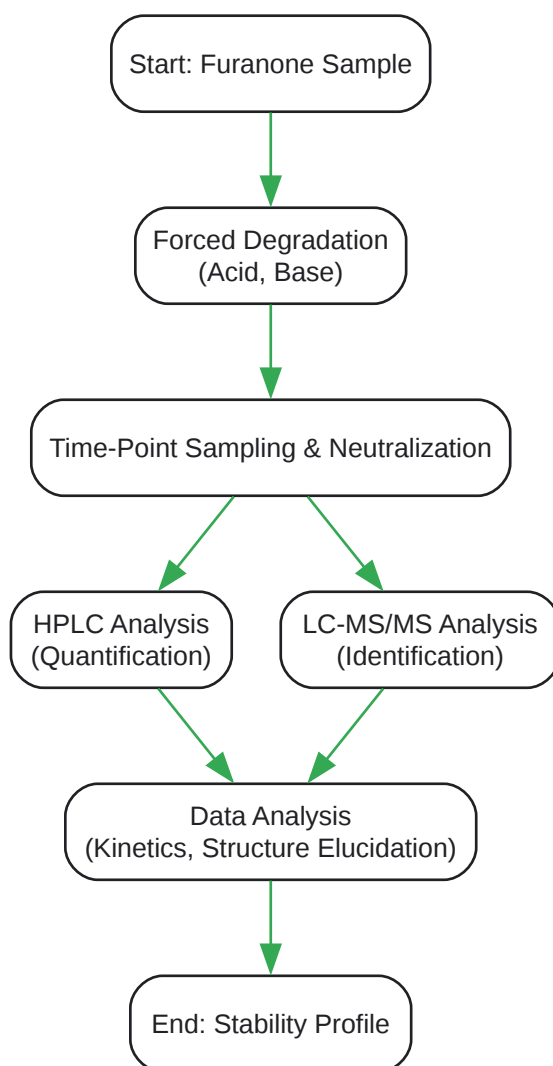 Start: Furanone Sample
Forced Degradation
(Acid, Base)
Time-Point Sampling & Neutralization
HPLC Analysis
(Quantification)
LC-MS/MS Analysis
(Identification)
Data Analysis
(Kinetics, Structure Elucidation)
End: Stability Profile